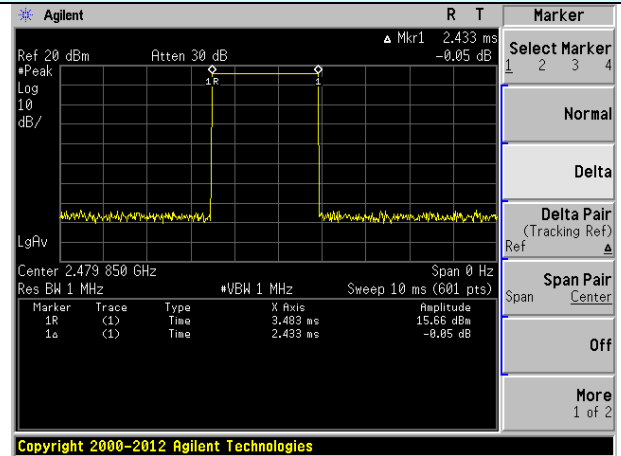 Agilent R T
Δ Mkr1 2.433 ms
Ref 20 dBm Atten 30 dB -0.05 dB
#Peak
Log
10
dB/
1R 1
LgAv
Center 2.479 850 GHz Span 0 Hz
Res BW 1 MHz #VBW 1 MHz Sweep 10 ms (601 pts)
Marker Trace Type X Axis Amplitude
1R (1) Time 3.483 ms 15.66 dBm
1Δ (1) Time 2.433 ms -0.05 dB
Copyright 2000-2012 Agilent Technologies
Marker
Select Marker
1 2 3 4
Normal
Delta
Delta Pair
(Tracking Ref)
Ref Δ
Span Pair
Span Center
Off
More
1 of 2